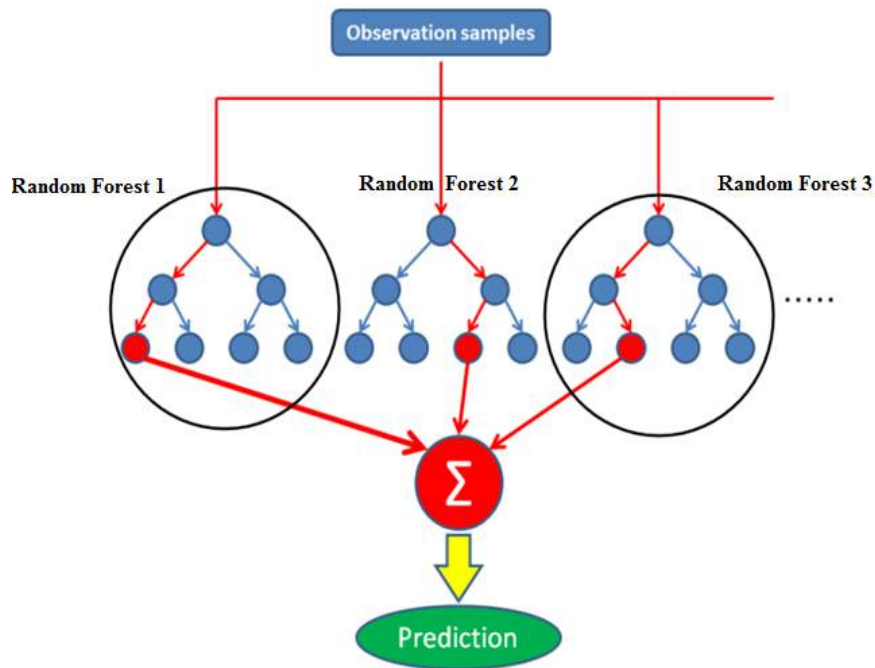 Observation samples
Random Forest 1
Random Forest 2
Random Forest 3
.....
Σ
Prediction